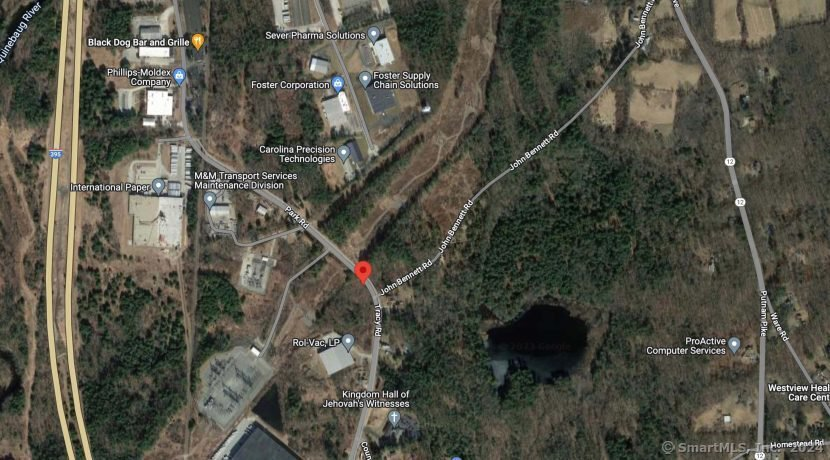 Quinebaug River
Black Dog Bar and Grille
Phillips-Moldex
Company
395
Sever-Pharma Solutions
Foster Corporation
Foster Supply
Chain Solutions
Carolina Precision
Technologies
M&M Transport Services
Maintenance Division
International Paper
Park Rd
John Bennett Rd
John Bennett Rd
John Bennett Rd
John Bennett
12
12
12
Tracy Rd
Rol-Vac, LP
Kingdom Hall of
Jehovah's Witnesses
Putnam Pike
Ware Rd
ProActive
Computer Services
Westview Heal
Care Cent
Homestead Rd
© SmartMLS, Inc. 2024